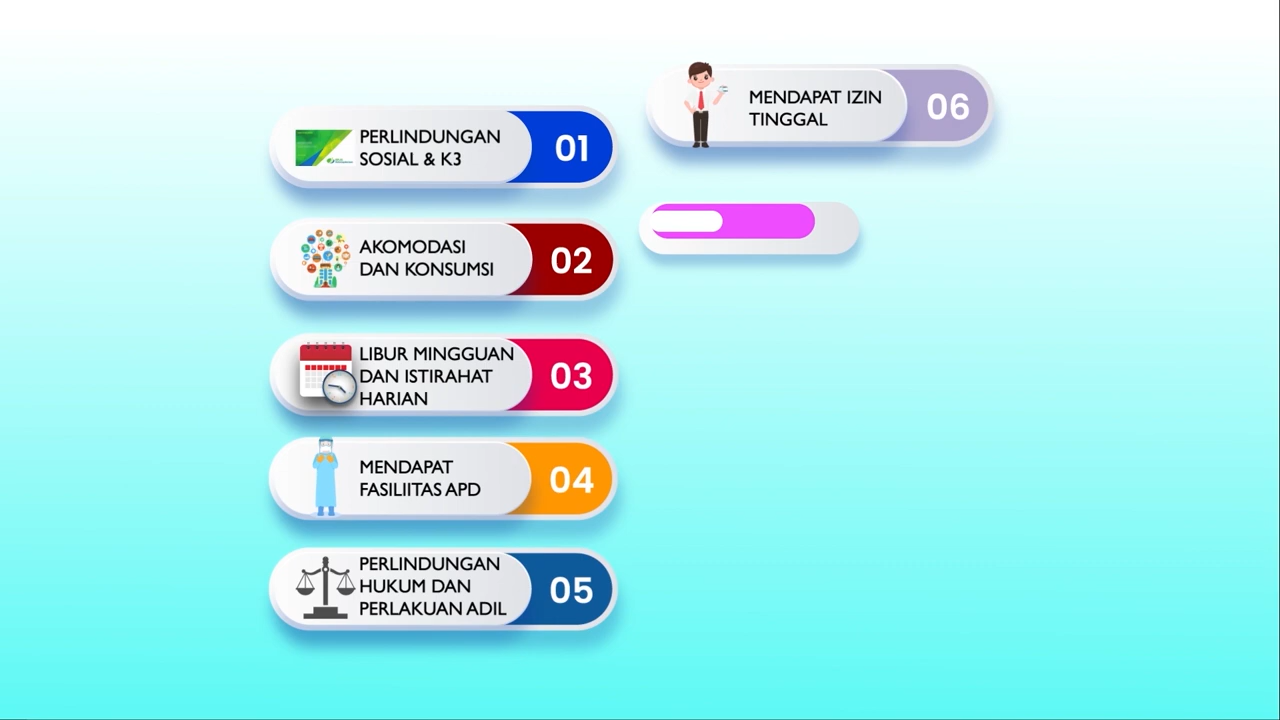 PERLINDUNGAN
SOSIAL & K3
01
AKOMODASI
DAN KONSUMSI
02
LIBUR MINGGUAN
DAN ISTIRAHAT
HARIAN
03
MENDAPAT
FASILIITAS APD
04
PERLINDUNGAN
HUKUM DAN
PERLAKUAN ADIL
05
MENDAPAT IZIN
TINGGAL
06